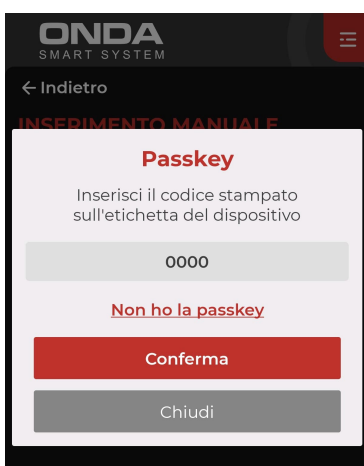 ONDA
SMART SYSTEM
← Indietro
INSERIMENTO MANUALE
Passkey
Inserisci il codice stampato
sull'etichetta del dispositivo
0000
Non ho la passkey
Conferma
Chiudi